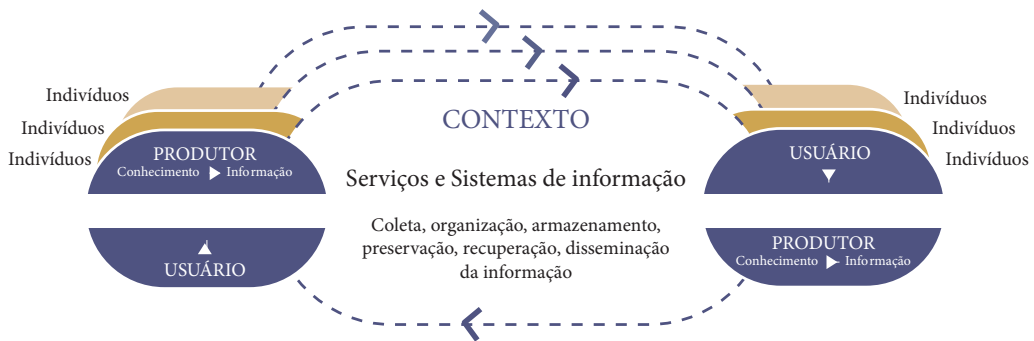 Indivíduos
Indivíduos
Indivíduos
PRODUTOR
Conhecimento Informação
USUÁRIO
CONTEXTO
Serviços e Sistemas de informação
Coleta, organização, armazenamento,
preservação, recuperação, disseminação
da informação
Indivíduos
Indivíduos
Indivíduos
USUÁRIO
PRODUTOR
Conhecimento Informação